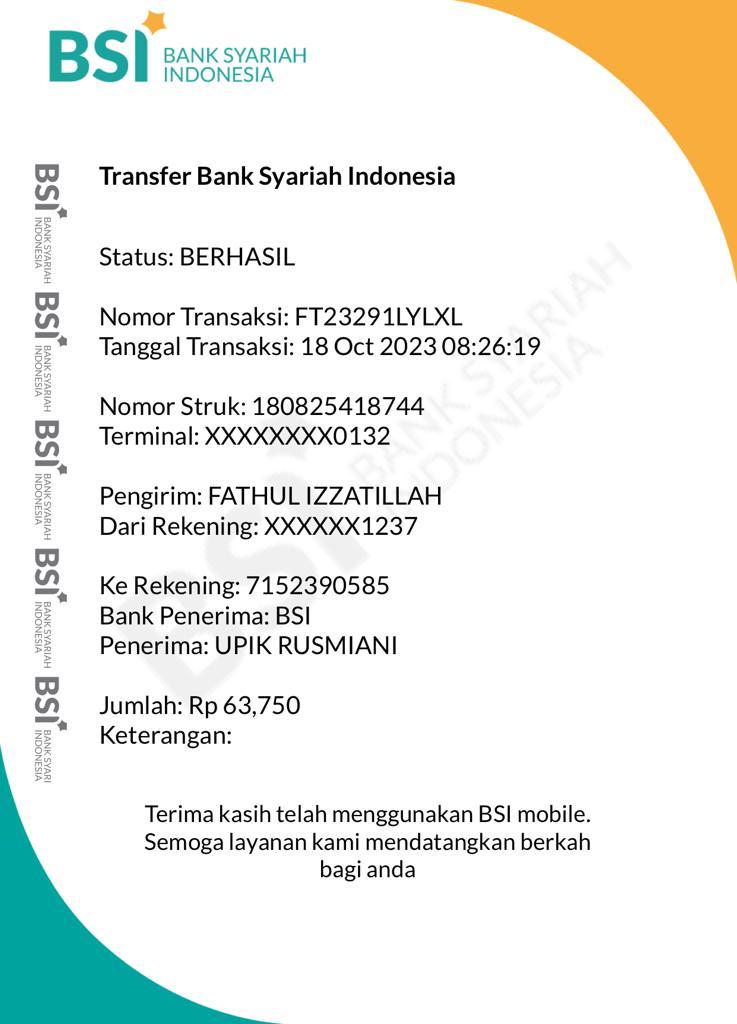 BSI BANK SYARIAH
INDONESIA
Transfer Bank Syariah Indonesia
Status: BERHASIL
Nomor Transaksi: FT23291LYLXL
Tanggal Transaksi: 18 Oct 2023 08:26:19
Nomor Struk: 180825418744
Terminal: XXXXXXXX0132
Pengirim: FATHUL IZZATILLAH
Dari Rekening: XXXXXX1237
Ke Rekening: 7152390585
Bank Penerima: BSI
Penerima: UPIK RUSMIANI
Jumlah: Rp 63,750
Keterangan:
Terima kasih telah menggunakan BSI mobile.
Semoga layanan kami mendatangkan berkah
bagi anda
BSI BANK SYARIAH
INDONESIA
BSI BANK SYARIAH
INDONESIA
BSI BANK SYARIAH
INDONESIA
BSI BANK SYARIAH
INDONESIA
BSI BANK SYARI
INDONESIA
BSI BANK SYARIAH
INDONESIA